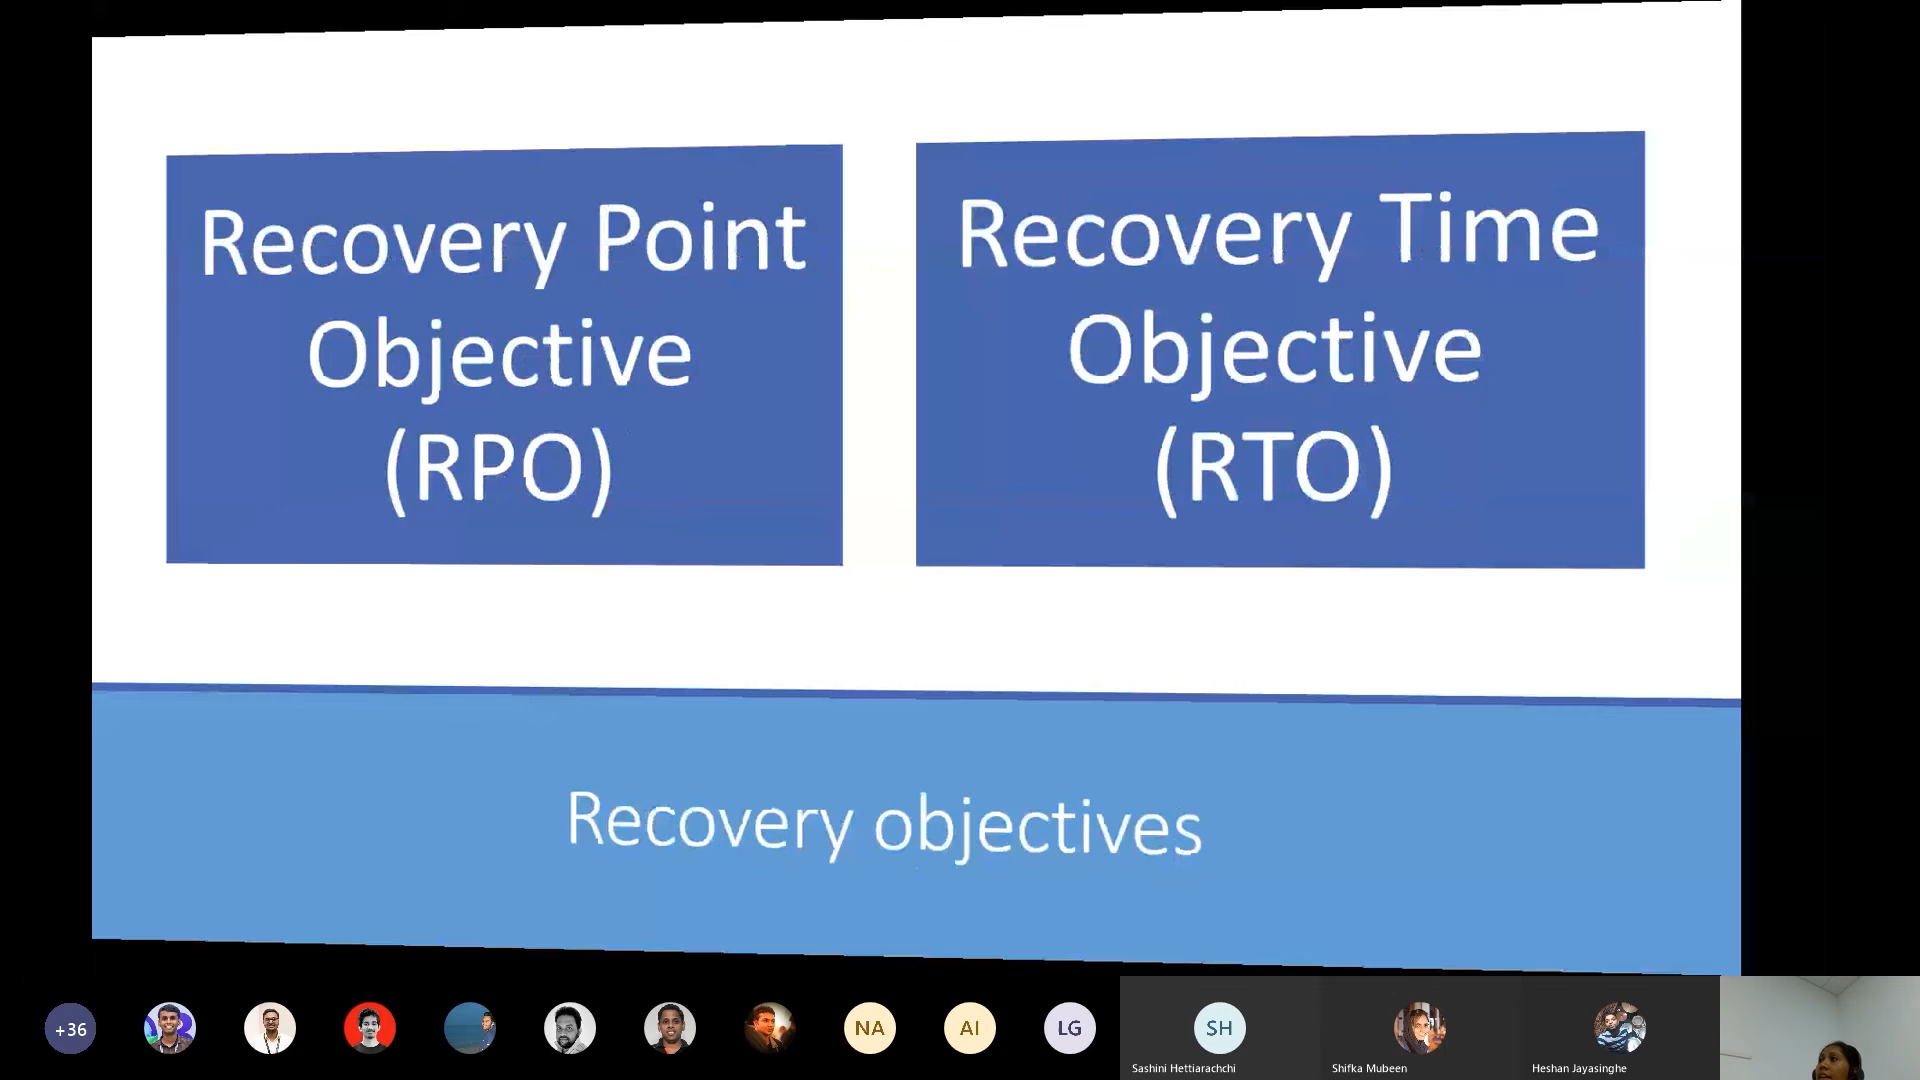 Recovery Point
Objective
(RPO)
Recovery Time
Objective
(RTO)
Recovery objectives
+36
NA
AI
LG
SH
Sashini Hettiarachchi
Shifka Mubeen
Heshan Jayasinghe